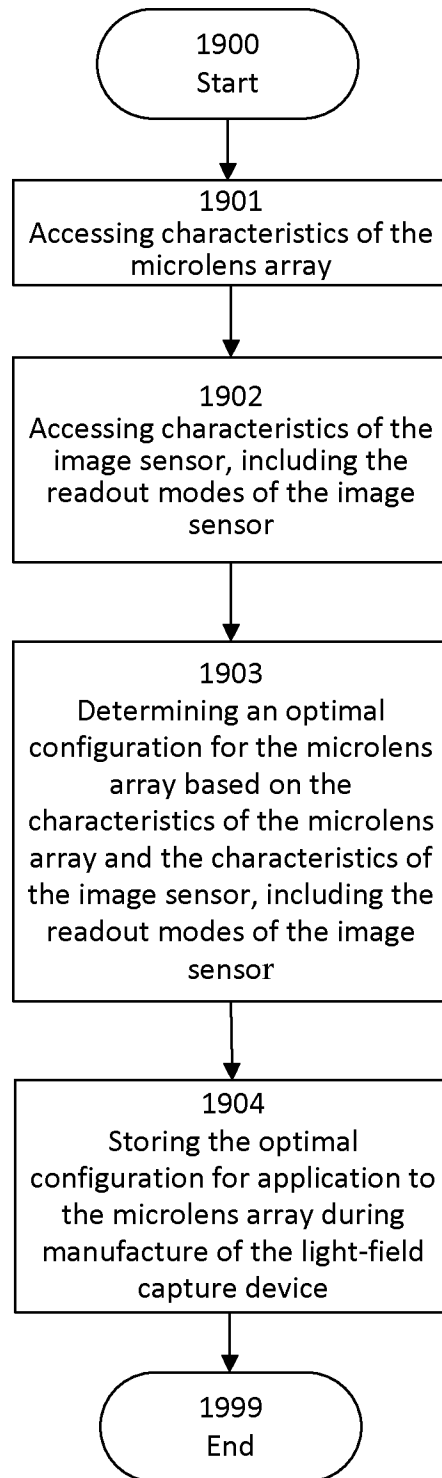 1900
Start
1901
Accessing characteristics of the
microlens array
1902
Accessing characteristics of the
image sensor, including the
readout modes of the image
sensor
1903
Determining an optimal
configuration for the microlens
array based on the
characteristics of the microlens
array and the characteristics of
the image sensor, including the
readout modes of the image
sensor
1904
Storing the optimal
configuration for application to
the microlens array during
manufacture of the light-field
capture device
1999
End